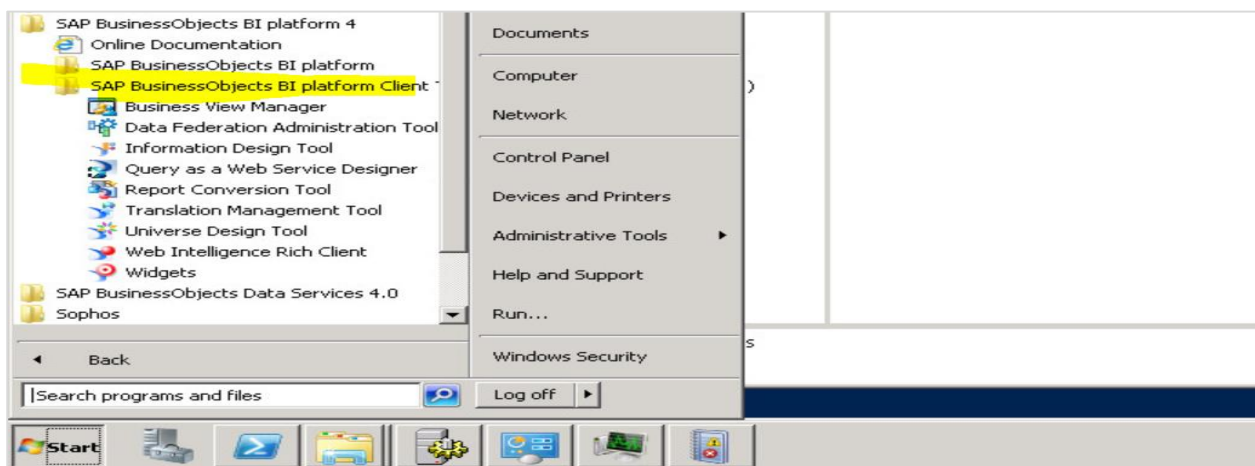 SAP BusinessObjects BI platform 4
Online Documentation
SAP BusinessObjects BI platform
SAP BusinessObjects BI platform Client
Business View Manager
Data Federation Administration Tool
Information Design Tool
Query as a Web Service Designer
Report Conversion Tool
Translation Management Tool
Universe Design Tool
Web Intelligence Rich Client
Widgets
SAP BusinessObjects Data Services 4.0
Sophos
Back
Search programs and files
Documents
Computer
Network
Control Panel
Devices and Printers
Administrative Tools
Help and Support
Run...
Windows Security
Log off
)
s
Start